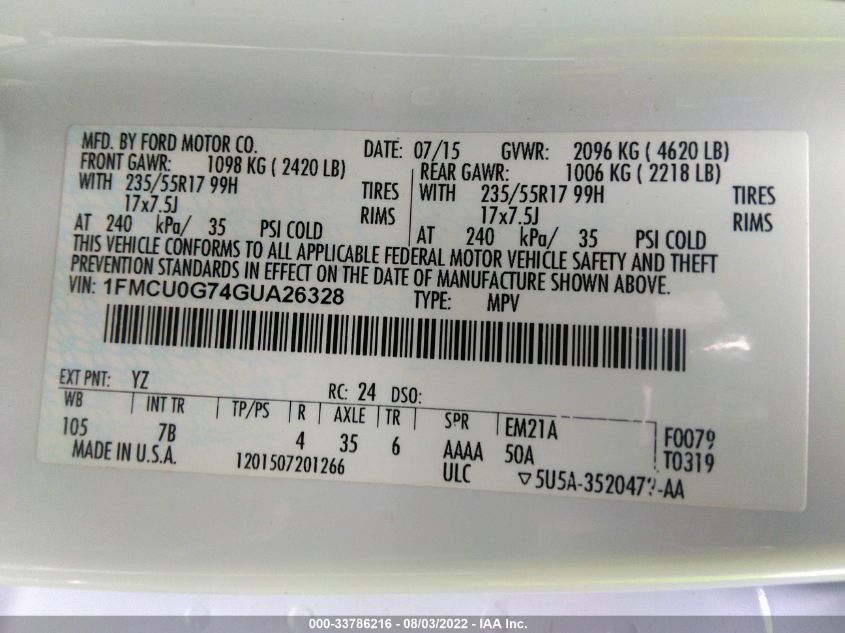 MFD. BY FORD MOTOR CO. DATE: 07/15 GVWR: 2096 KG ( 4620 LB)
FRONT GAWR: 1098 KG ( 2420 LB) REAR GAWR: 1006 KG ( 2218 LB)
WITH 235/55R17 99H TIRES WITH 235/55R17 99H TIRES
17x7.5J RIMS 17x7.5J RIMS
AT 240 kPa/ 35 PSI COLD AT 240 kPa/ 35 PSI COLD
THIS VEHICLE CONFORMS TO ALL APPLICABLE FEDERAL MOTOR VEHICLE SAFETY AND THEFT
PREVENTION STANDARDS IN EFFECT ON THE DATE OF MANUFACTURE SHOWN ABOVE.
VIN: 1FMCU0G74GUA26328 TYPE: MPV
EXT PNT: YZ RC: 24 DSO:
WB INT TR TP/PS R AXLE TR SPR EM21A F0079
105 7B 4 35 6 AAAA 50A T0319
MADE IN U.S.A. 1201507201266 ULC ▽5U5A-​
000-33786216 - 08/03/2022 - IAA Inc.